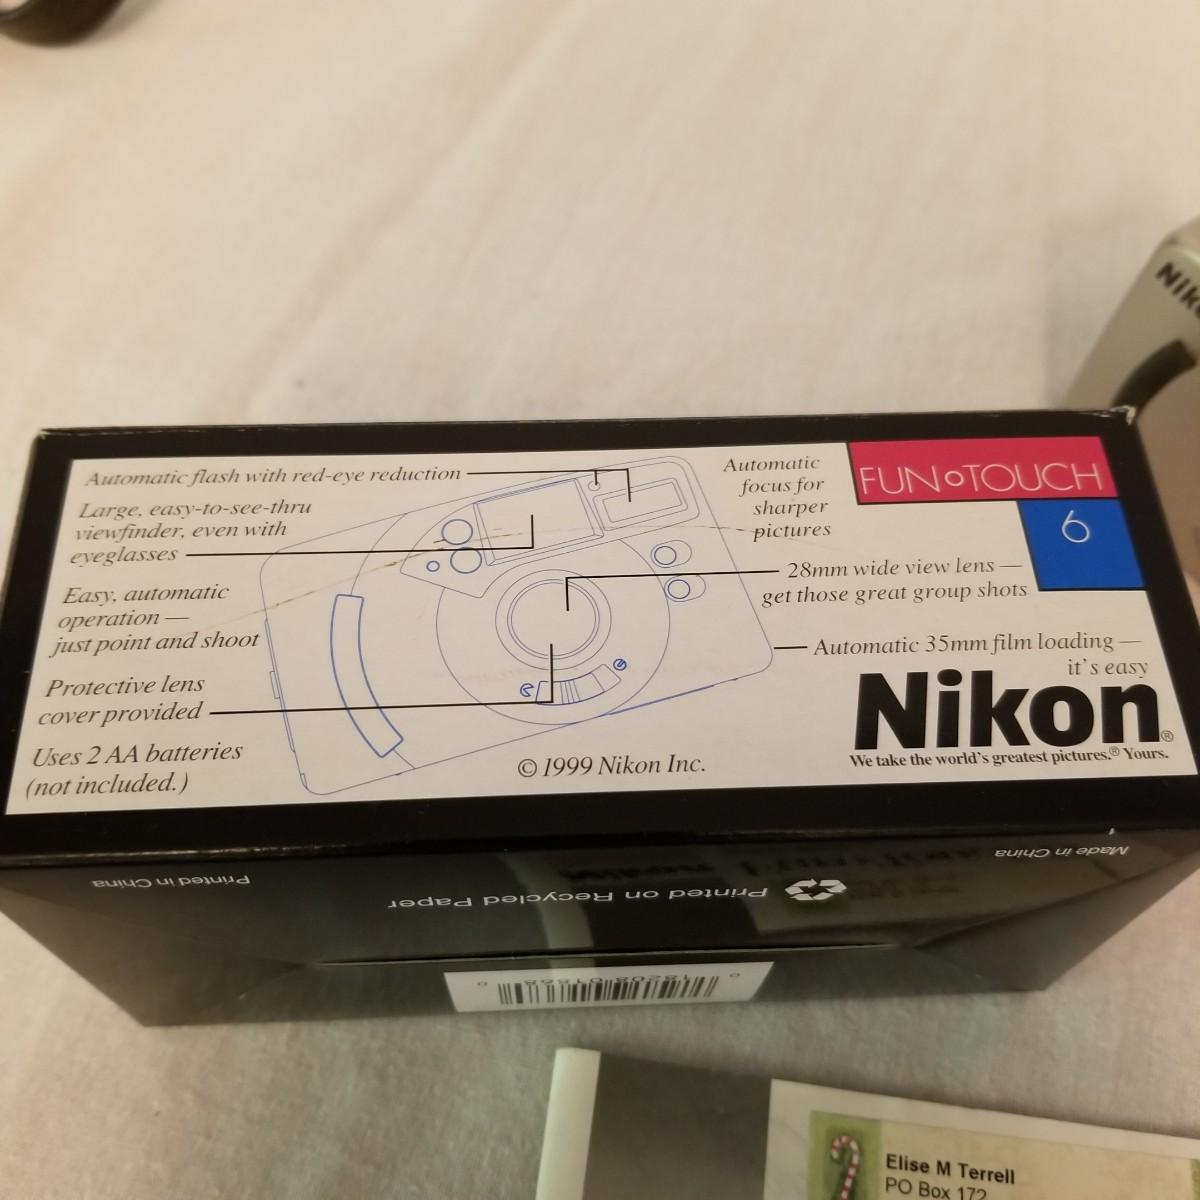 Automatic flash with red-eye reduction
Large, easy-to-see-thru
viewfinder, even with
eyeglasses
Easy, automatic
operation —
just point and shoot
Protective lens
cover provided
Uses 2 AA batteries
(not included.)
Automatic
focus for
sharper
pictures
28mm wide view lens —
get those great group shots
Automatic 35mm film loading —
it's easy
© 1999 Nikon Inc.
FUN TOUCH
6
Nikon®
We take the world's greatest pictures.® Yours.
Made in China
Printed on Recycled Paper
Printed in China
Elise M Terrell
PO Box 172